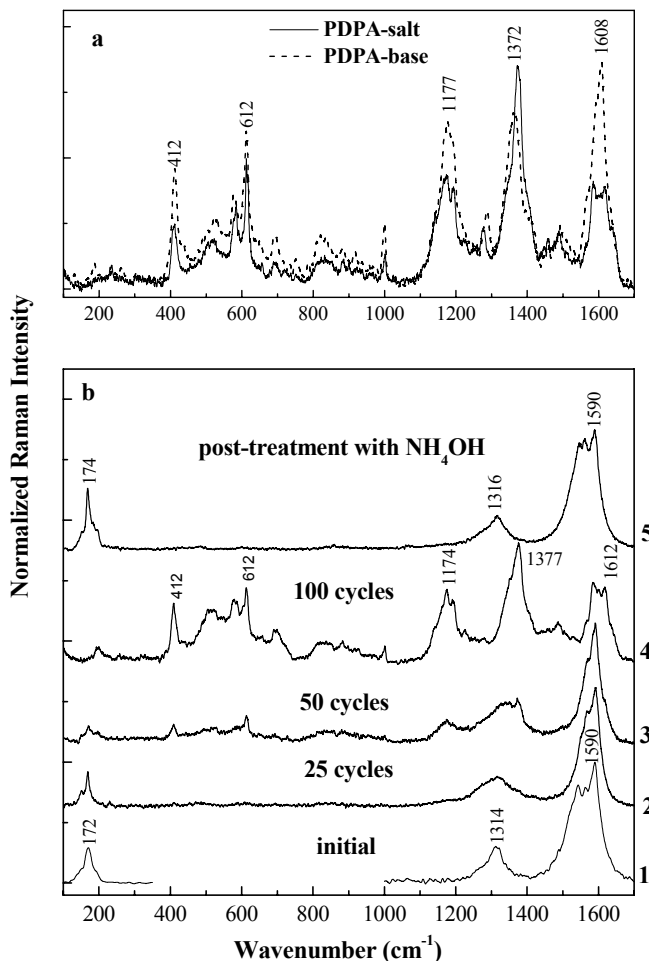 a
PDPA-salt
PDPA-base
412
612
1177
1372
1608
200 400 600 800 1000 1200 1400 1600
Normalized Raman Intensity
b
post-treatment with NH₄OH
174
1316
1590
5
100 cycles
412
612
1174
1377
1612
4
50 cycles
3
25 cycles
2
initial
172
1314
1590
1
200 400 600 800 1000 1200 1400 1600
Wavenumber (cm⁻¹)